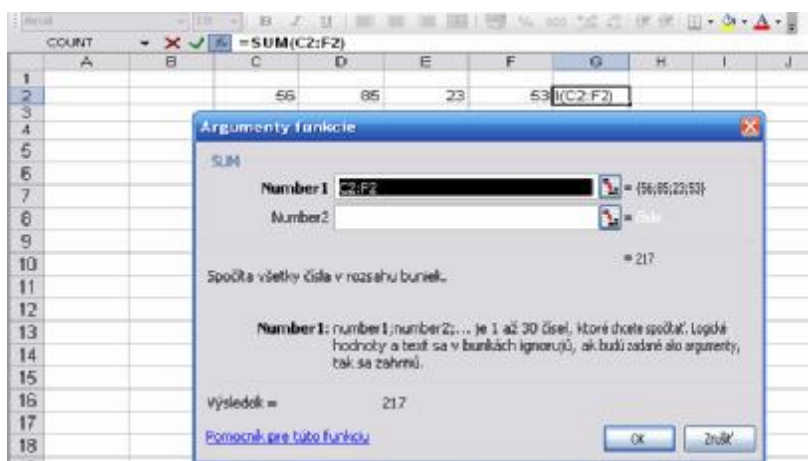 Arial 10 B I U % 000
COUNT =SUM(C2:F2)
A B C D E F G H I J
1
2 56 85 23 53 I(C2:F2)
3
4 Argumenty funkcie
5
SUM
6
Number1 C2:F2 = {56;85;23;53}
7
8 Number2 = číslo
9
10 = 217
Spočíta všetky čísla v rozsahu buniek.
11
12
13 Number1: number1;number2;... je 1 až 30 čísel, ktoré chcete spočítať. Logické
14 hodnoty a text sa v bunkách ignorujú, ak budú zadané ako argumenty,
tak sa zahrnú.
15
16 Výsledok = 217
17
18 Pomocník pre túto funkciu OK Zrušiť